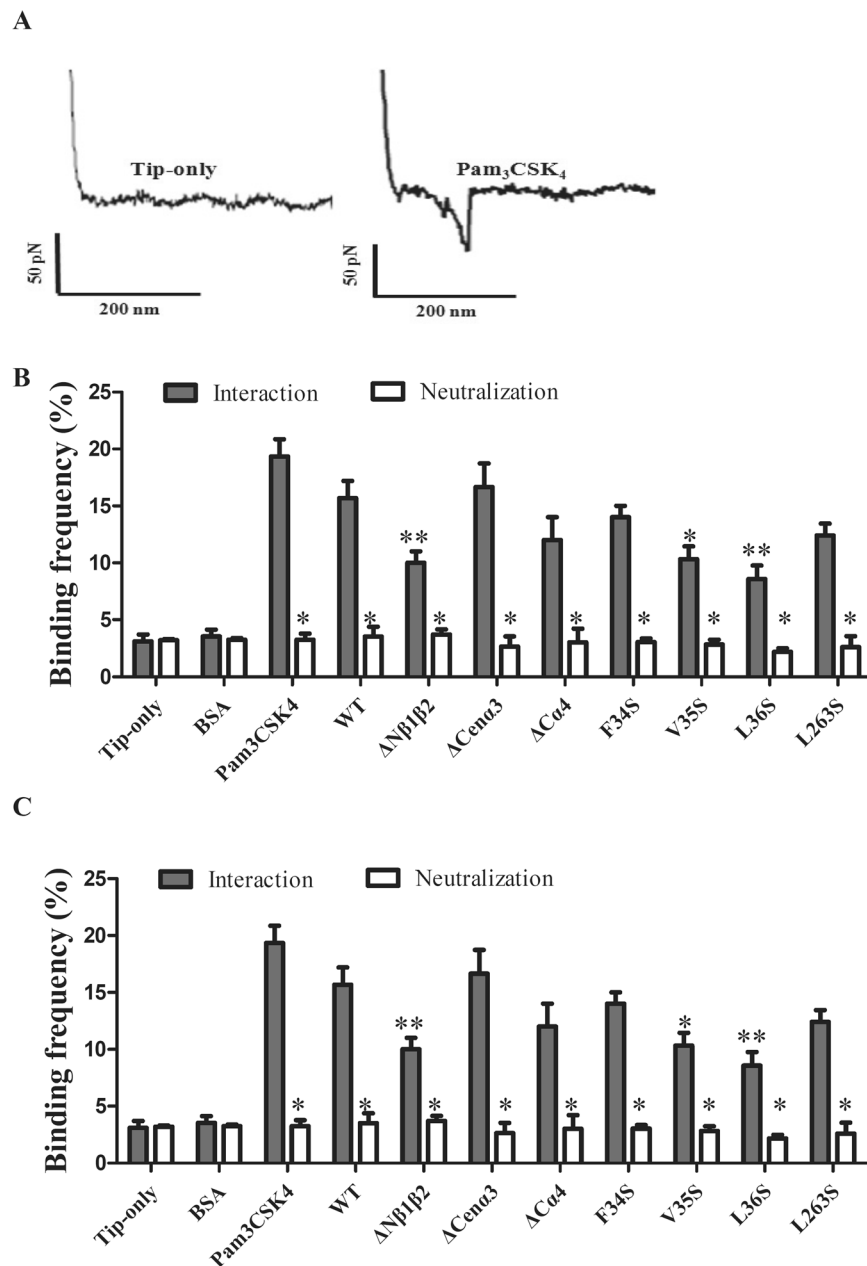 A
Tip-only
Pam₃CSK₄
50 pN
200 nm
50 pN
200 nm
B
Interaction
Neutralization
Binding frequency (%)
25
20
15
10
5
0
**
*
**
*
*
*
*
*
*
*
*
*
Tip-only
BSA
Pam3CSK4
WT
ΔNβ1β2
ΔCenα3
ΔCα4
F34S
V35S
L36S
L263S
C
Interaction
Neutralization
Binding frequency (%)
25
20
15
10
5
0
**
*
**
*
*
*
*
*
*
*
*
*
Tip-only
BSA
Pam3CSK4
WT
ΔNβ1β2
ΔCenα3
ΔCα4
F34S
V35S
L36S
L263S